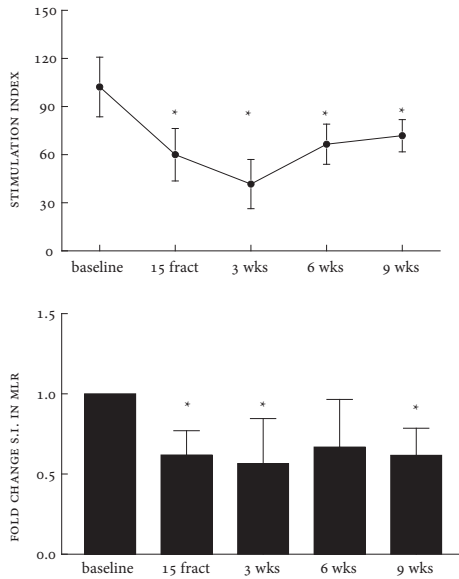 STIMULATION INDEX
150
120
90
60
30
0
* * * *
baseline 15 fract 3 wks 6 wks 9 wks
FOLD CHANGE S.I. IN MLR
1.5
1.0
0.5
0.0
* * *
baseline 15 fract 3 wks 6 wks 9 wks